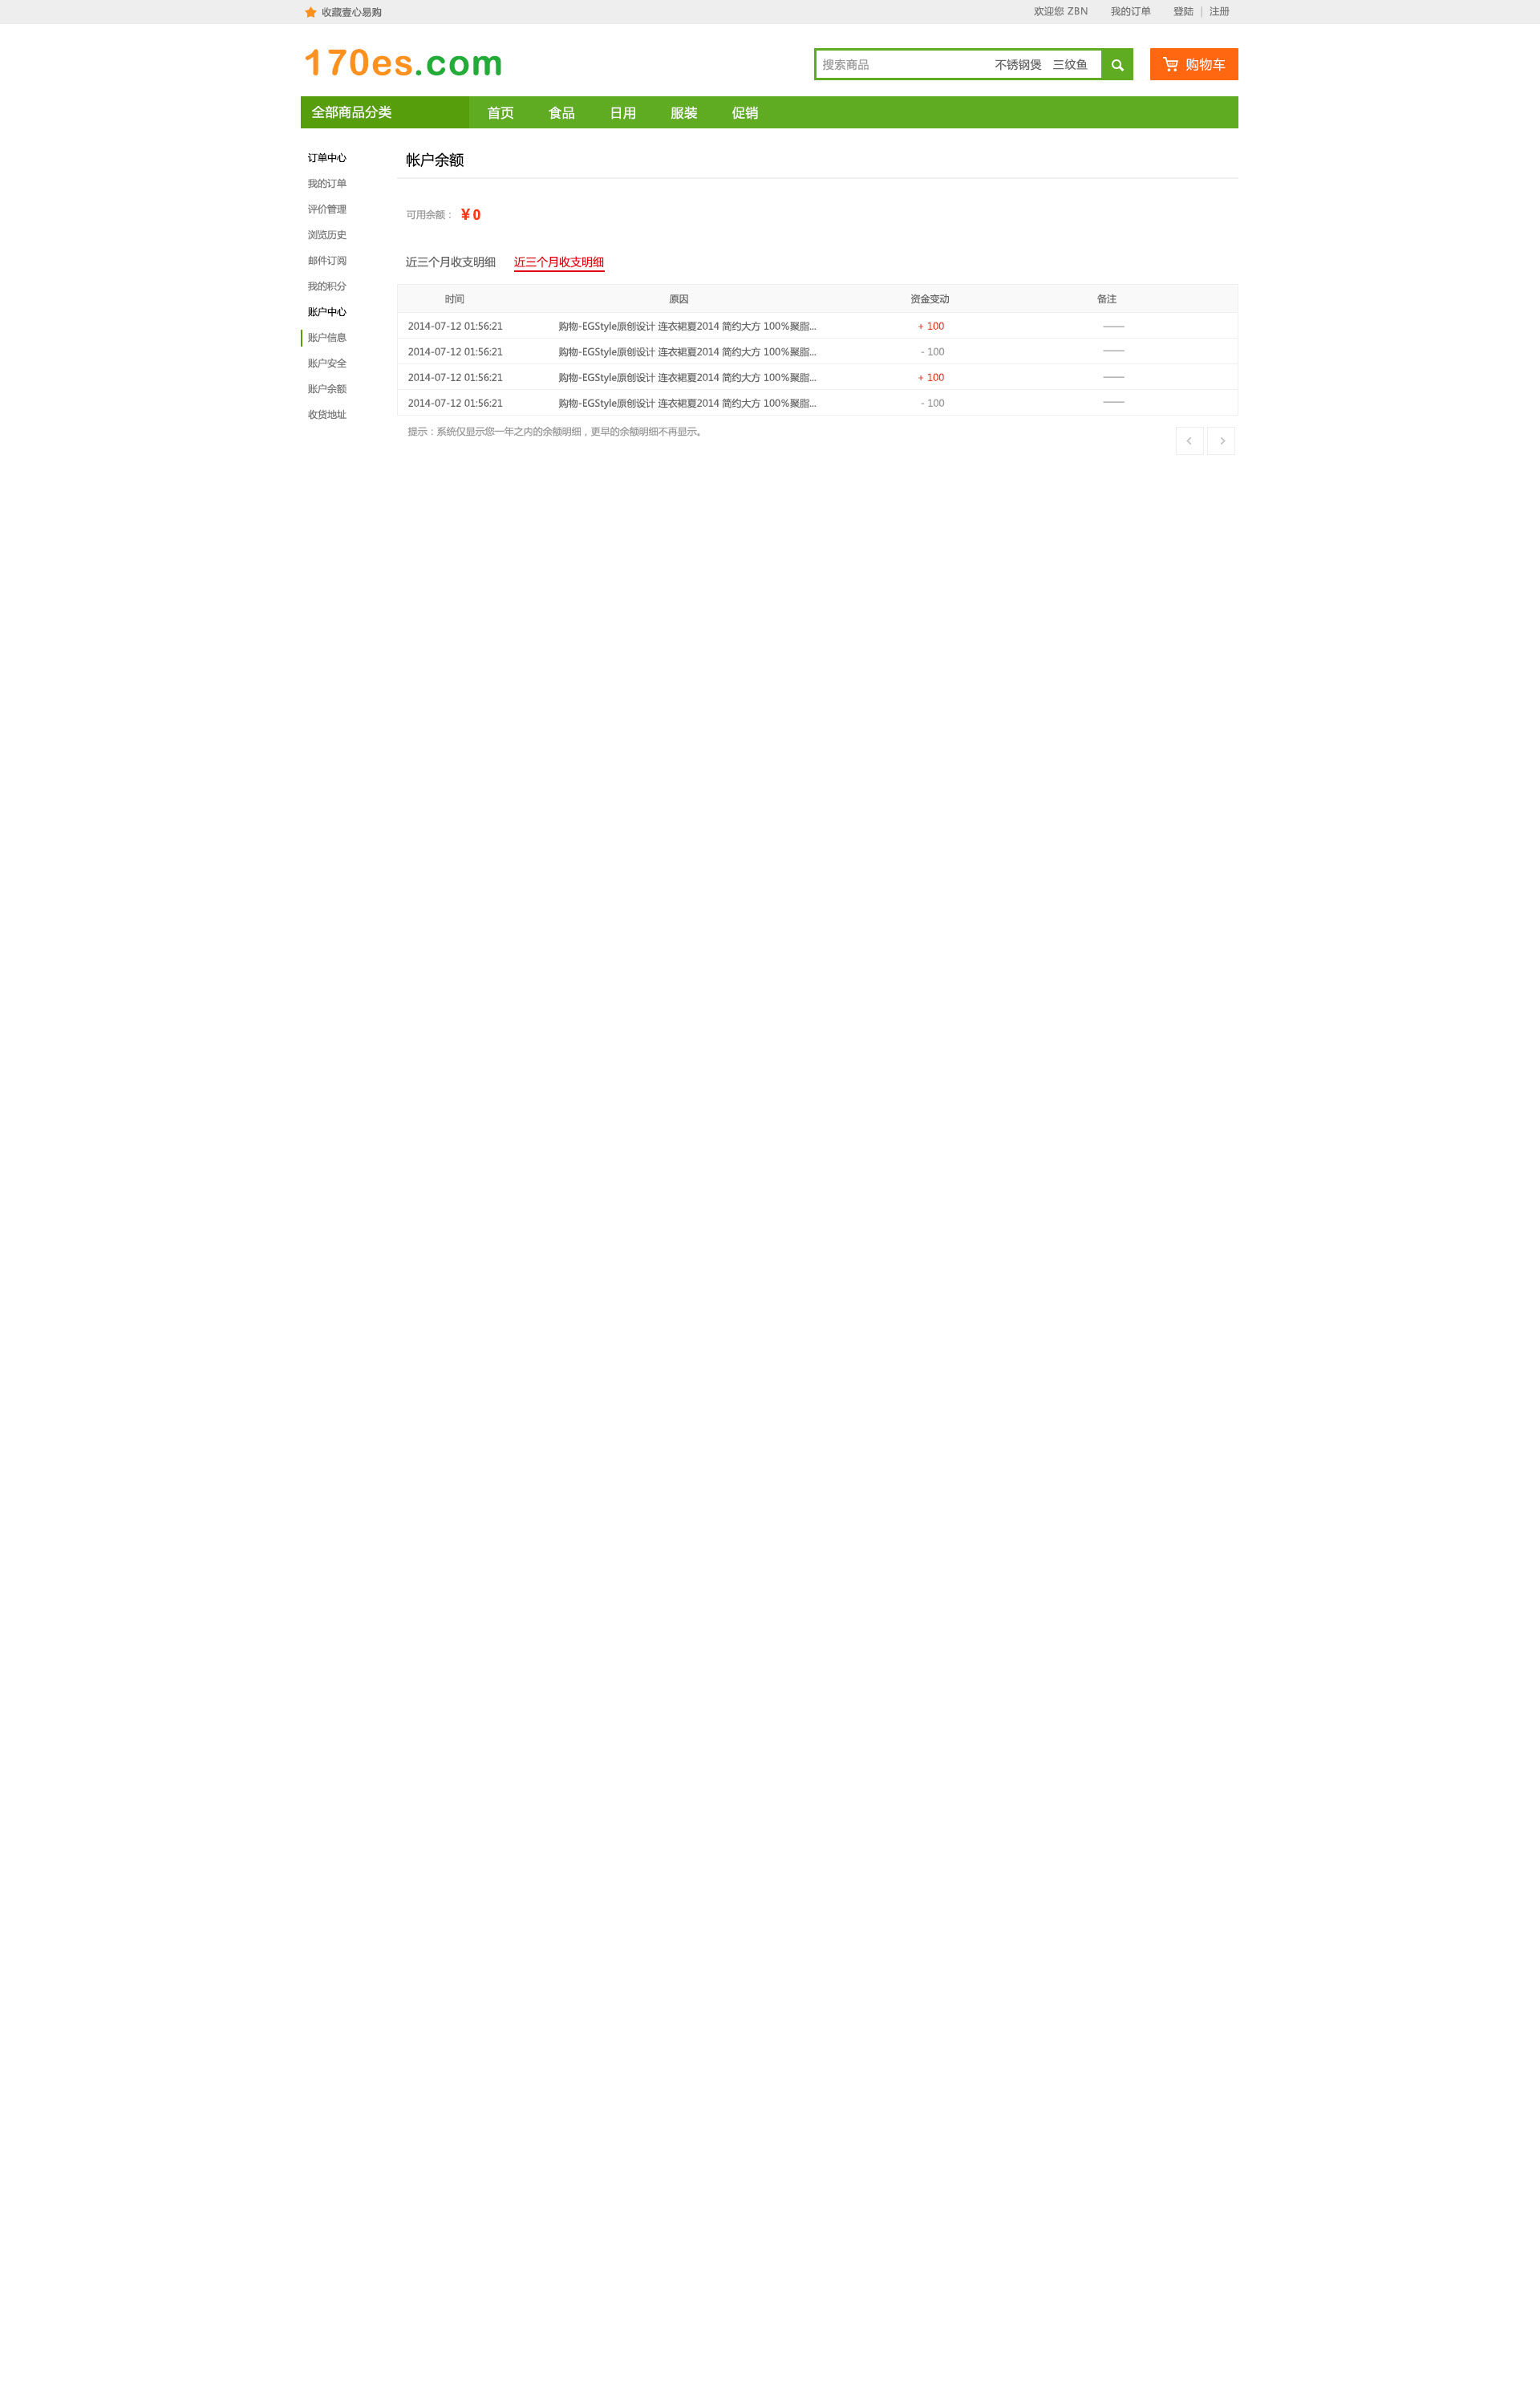 收藏壹心易购 欢迎您 ZBN 我的订单 登陆 | 注册
170es.com 搜索商品 不锈钢煲 三纹鱼 购物车
全部商品分类 首页 食品 日用 服装 促销
订单中心
我的订单
评价管理
浏览历史
邮件订阅
我的积分
账户中心
账户信息
账户安全
账户余额
收货地址
帐户余额
可用余额： ¥ 0
近三个月收支明细 近三个月收支明细
时间 原因 资金变动 备注
2014-07-12 01:56:21 购物-EGStyle原创设计 连衣裙夏2014 简约大方 100%聚脂... + 100 ——
2014-07-12 01:56:21 购物-EGStyle原创设计 连衣裙夏2014 简约大方 100%聚脂... - 100 ——
2014-07-12 01:56:21 购物-EGStyle原创设计 连衣裙夏2014 简约大方 100%聚脂... + 100 ——
2014-07-12 01:56:21 购物-EGStyle原创设计 连衣裙夏2014 简约大方 100%聚脂... - 100 ——
提示：系统仅显示您一年之内的余额明细，更早的余额明细不再显示。